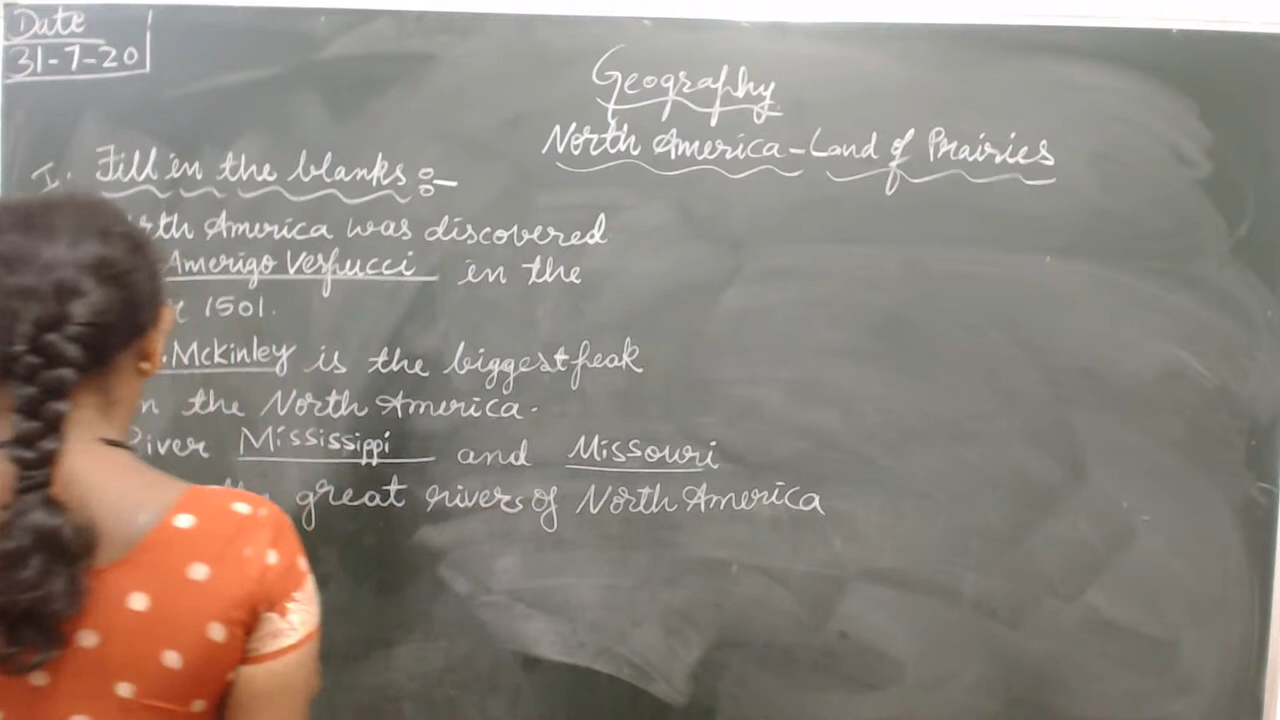 Date
31-7-20
Geography
North America-Land of Prairies
I. Fill in the blanks :-
America was discovered
Amerigo Vespucci in the
1501.
.Mckinley is the biggest peak
the North America.
River Mississippi and Missouri
great rivers of North America